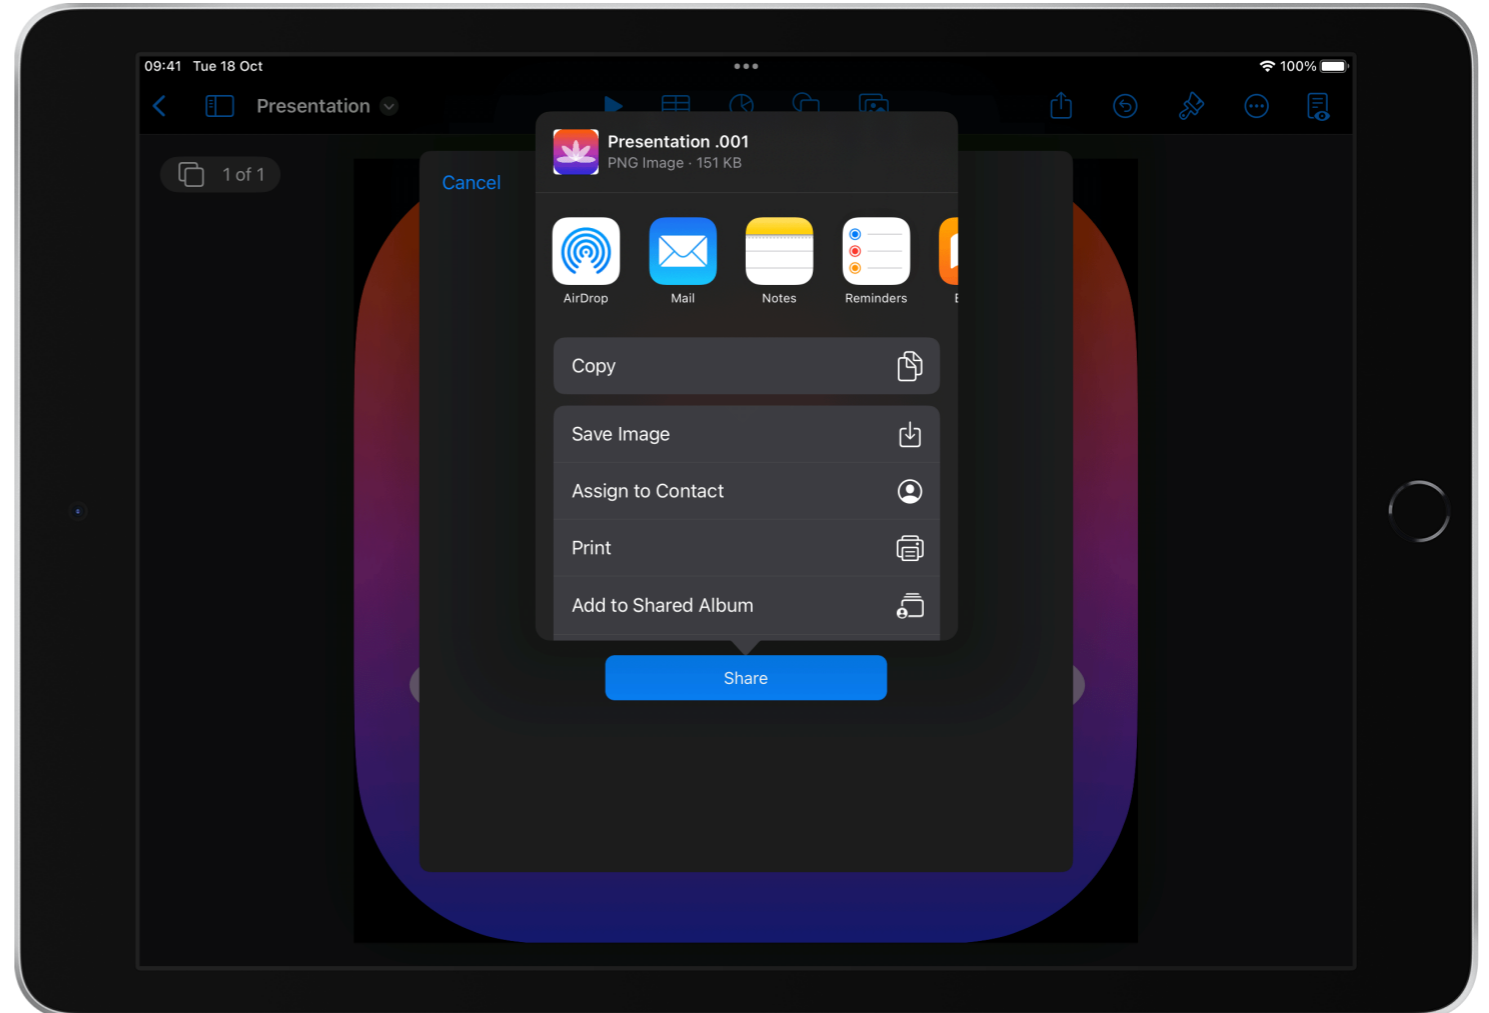 09:41 Tue 18 Oct
100%
Presentation
1 of 1
Cancel
Presentation .001
PNG Image · 151 KB
AirDrop
Mail
Notes
Reminders
Copy
Save Image
Assign to Contact
Print
Add to Shared Album
Share